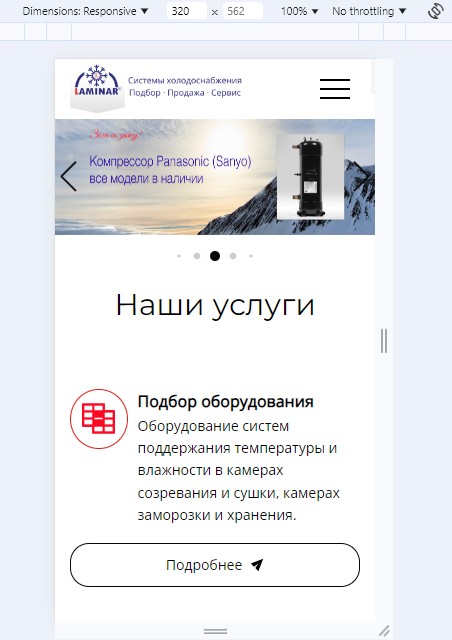 Dimensions: Responsive ▼ 320 x 562 100% ▼ No throttling ▼
LAMINAR®
Системы холодоснабжения
Подбор · Продажа · Сервис
Компрессор Panasonic (Sanyo)
все модели в наличии
Наши услуги
Подбор оборудования
Оборудование систем
поддержания температуры и
влажности в камерах
созревания и сушки, камерах
заморозки и хранения.
Подробнее